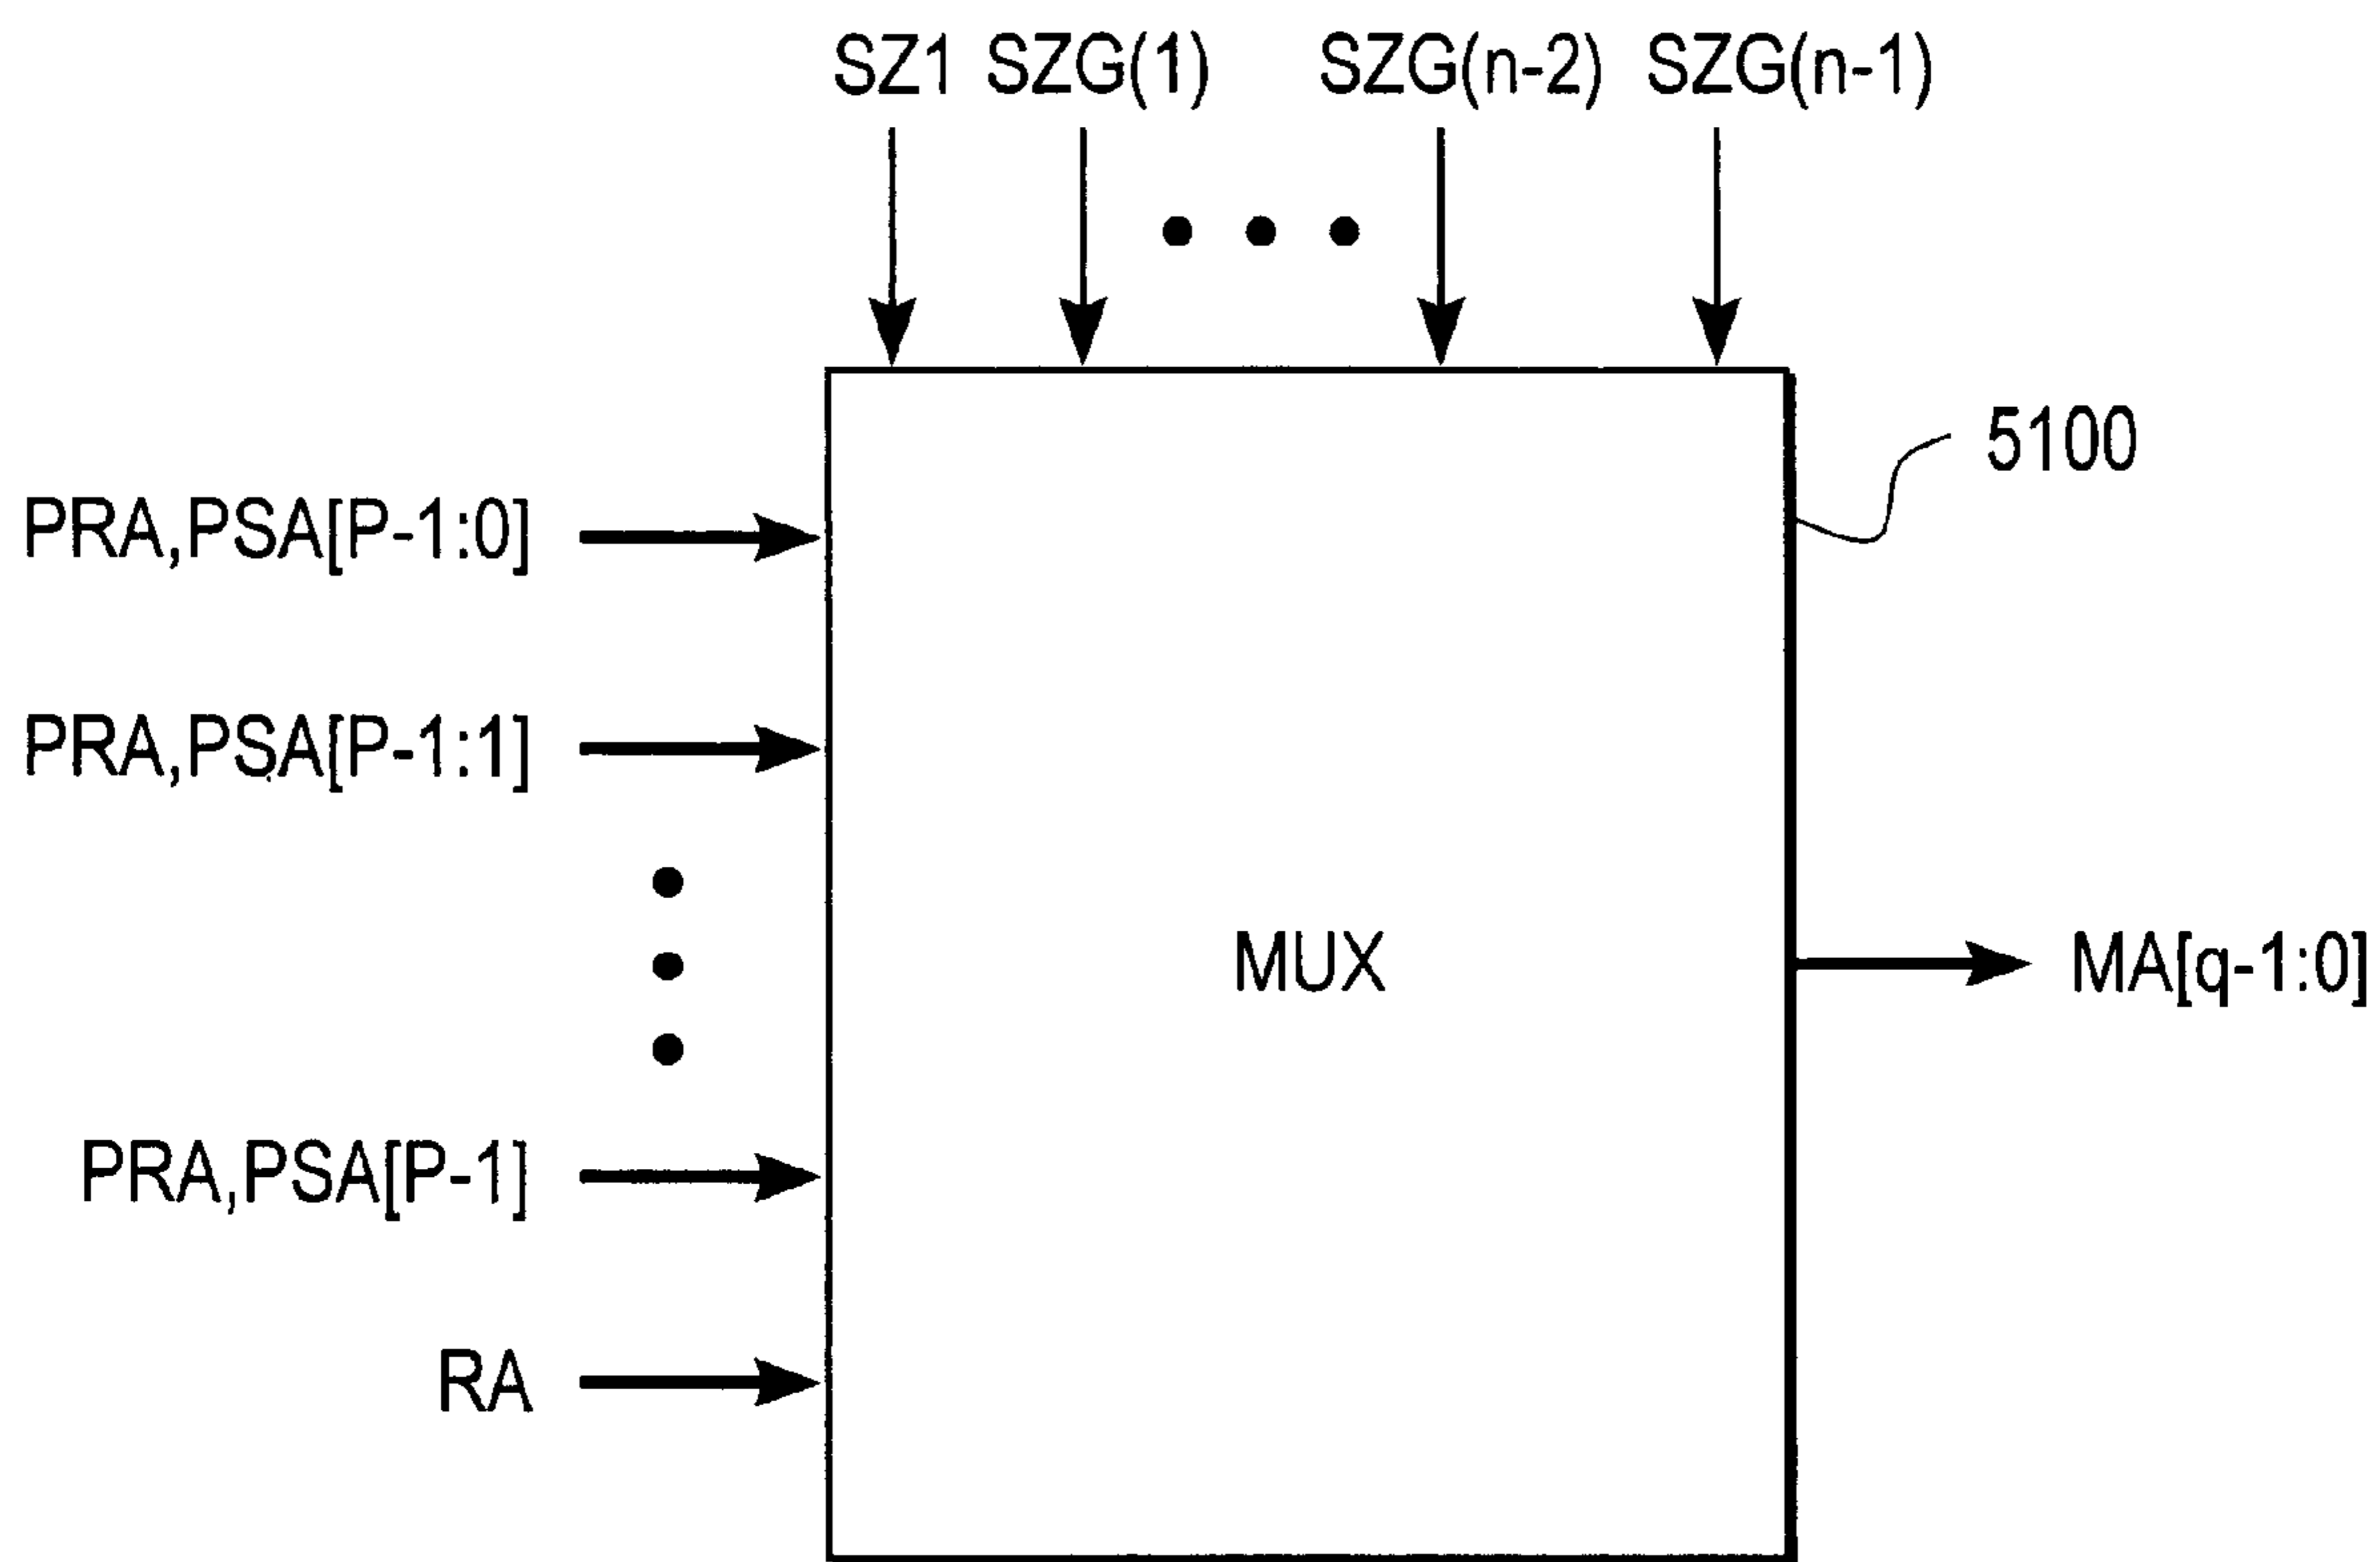 SZ1 SZG(1) SZG(n-2) SZG(n-1)
5100
PRA,PSA[P-1:0]
PRA,PSA[P-1:1]
MUX
MA[q-1:0]
PRA,PSA[P-1]
RA